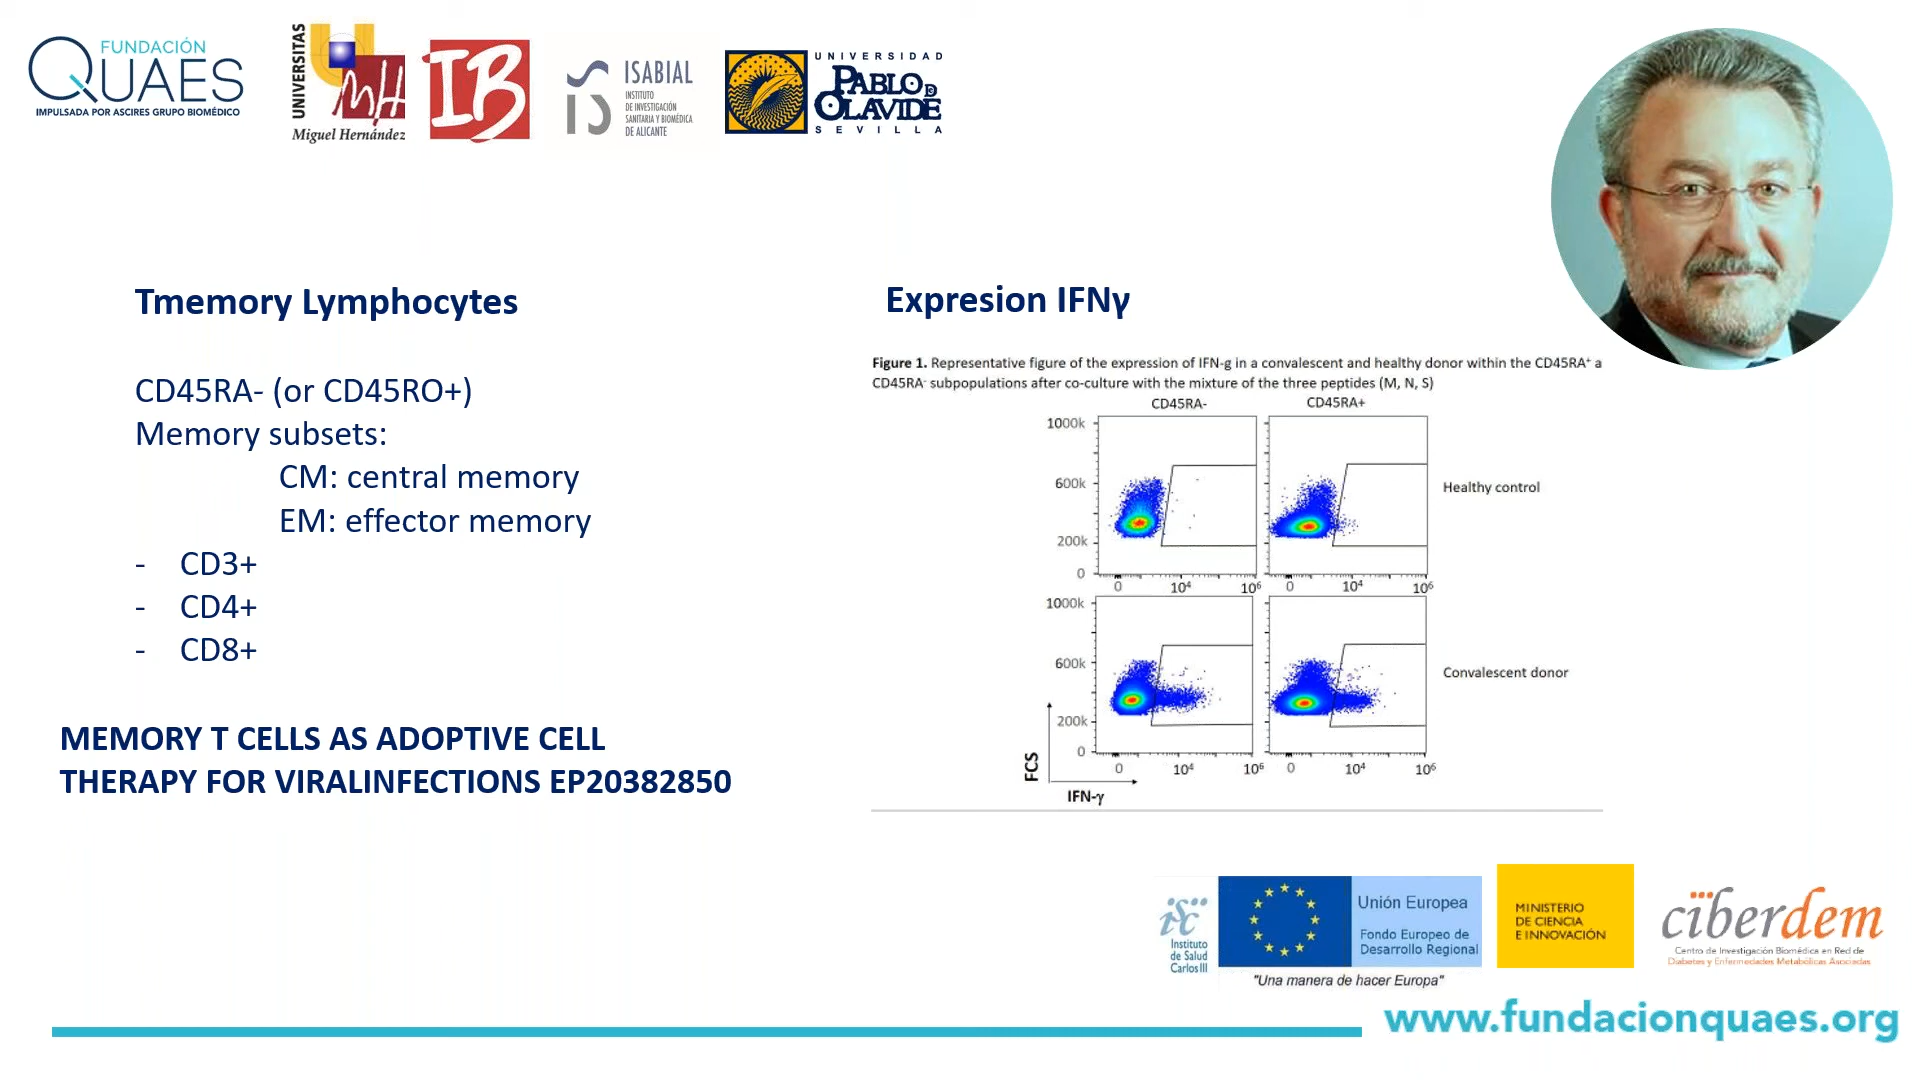 FUNDACIÓN
QUAES
IMPULSADA POR ASCIRES GRUPO BIOMÉDICO
UNIVERSITAS
Miguel Hernández
IB
ISABIAL
INSTITUTO
DE INVESTIGACIÓN
SANITARIA Y BIOMÉDICA
DE ALICANTE
UNIVERSIDAD
PABLO DE
OLAVIDE
SEVILLA
Tmemory Lymphocytes
CD45RA- (or CD45RO+)
Memory subsets:
CM: central memory
EM: effector memory
- CD3+
- CD4+
- CD8+
MEMORY T CELLS AS ADOPTIVE CELL
THERAPY FOR VIRALINFECTIONS EP20382850
Expresion IFNγ
Figure 1. Representative figure of the expression of IFN-g in a convalescent and healthy donor within the CD45RA⁺ a
CD45RA⁻ subpopulations after co-culture with the mixture of the three peptides (M, N, S)
CD45RA- CD45RA+
1000k
600k
200k
0
Healthy control
0 10⁴ 10⁶ 0 10⁴ 10⁶
1000k
600k
200k
0
Convalescent donor
0 10⁴ 10⁶ 0 10⁴ 10⁶
FCS
IFN-γ
isc
Instituto
de Salud
Carlos III
Unión Europea
Fondo Europeo de
Desarrollo Regional
"Una manera de hacer Europa"
MINISTERIO
DE CIENCIA
E INNOVACIÓN
ciberdem
Centro de Investigación Biomédica en Red de
Diabetes y Enfermedades Metabólicas Asociadas
www.fundacionquaes.org